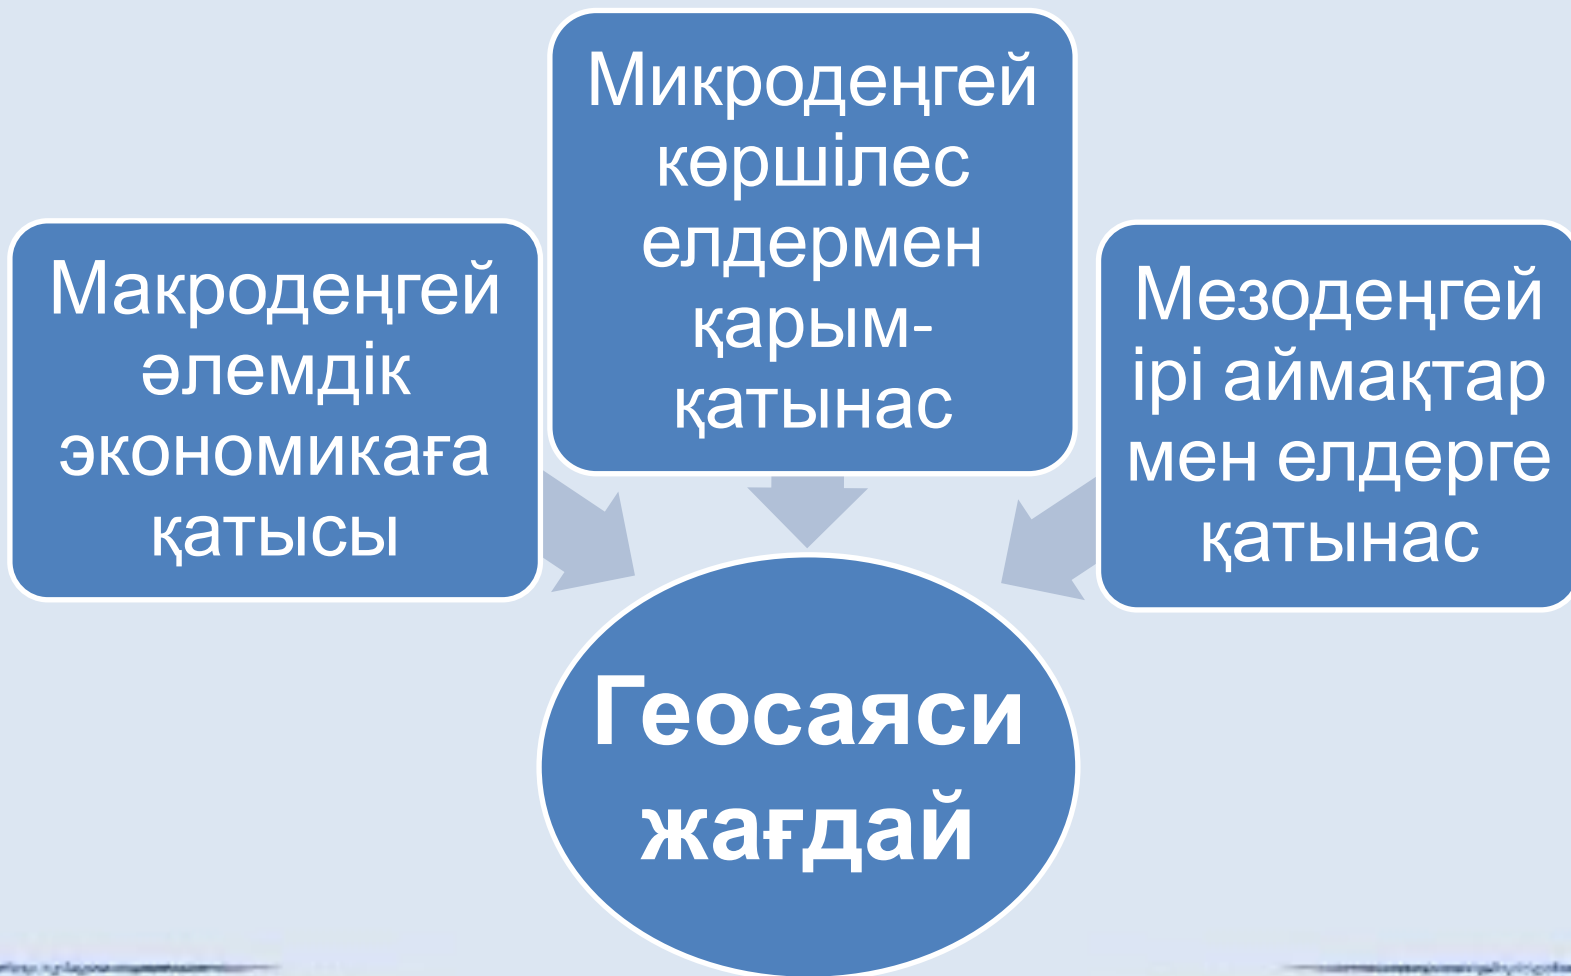 Макродеңгей
әлемдік
экономикаға
қатысы
Микродеңгей
көршілес
елдермен
қарым-
қатынас
Мезодеңгей
ірі аймақтар
мен елдерге
қатынас
Геосаяси
жағдай